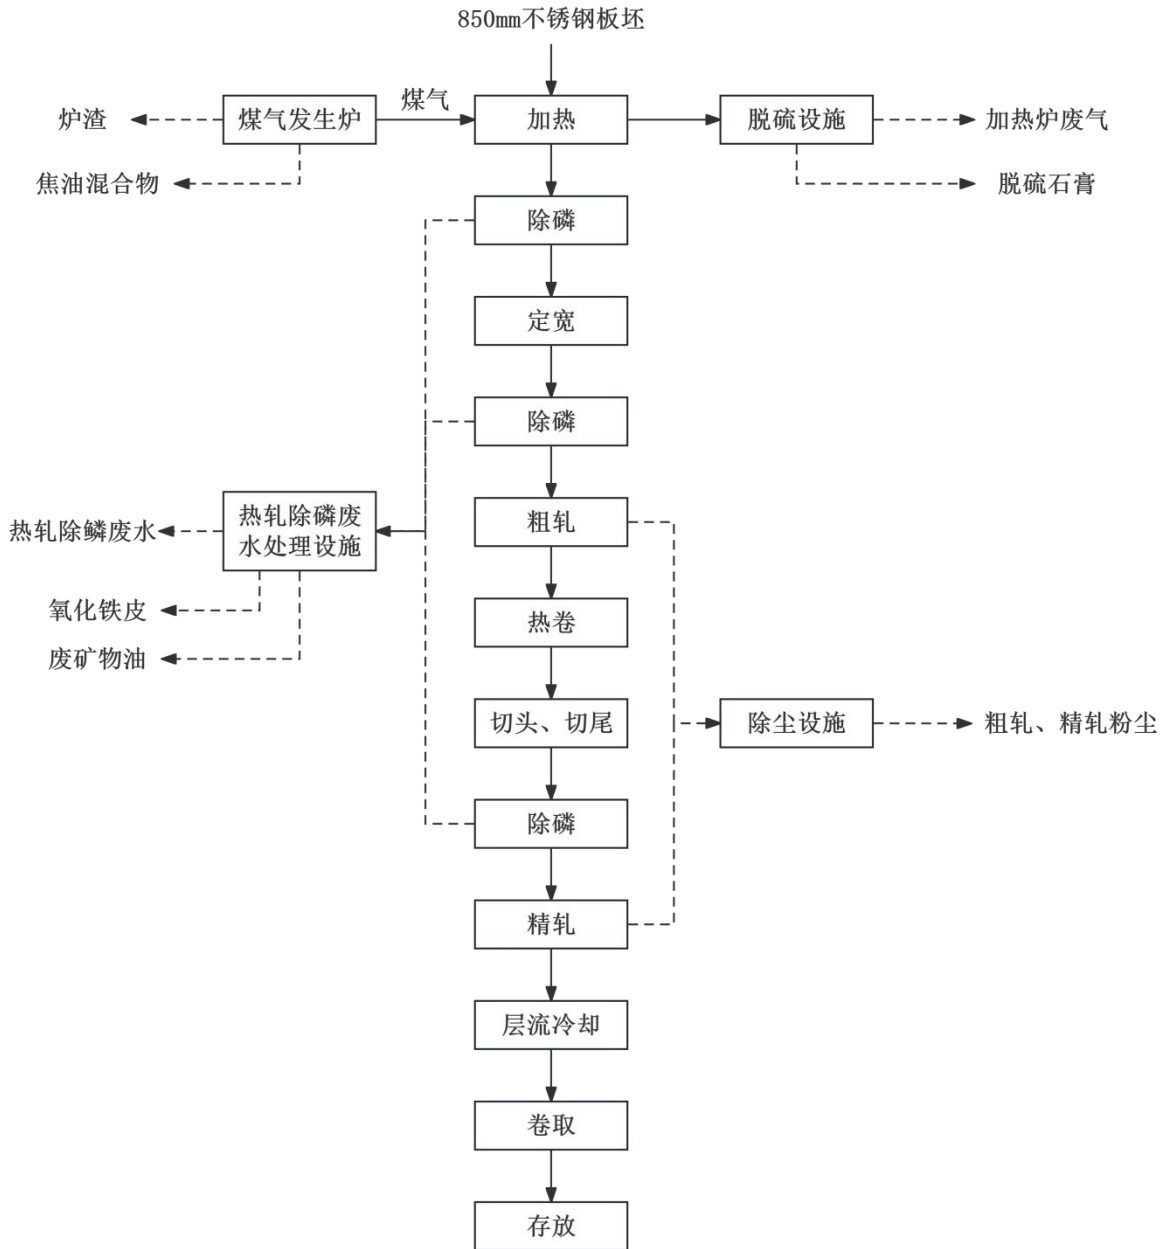 850mm不锈钢板坯
炉渣
煤气发生炉
煤气
加热
脱硫设施
加热炉废气
焦油混合物
脱硫石膏
除磷
定宽
除磷
热轧除鳞废水
热轧除磷废
水处理设施
粗轧
氧化铁皮
热卷
废矿物油
切头、切尾
除尘设施
粗轧、精轧粉尘
除磷
精轧
层流冷却
卷取
存放